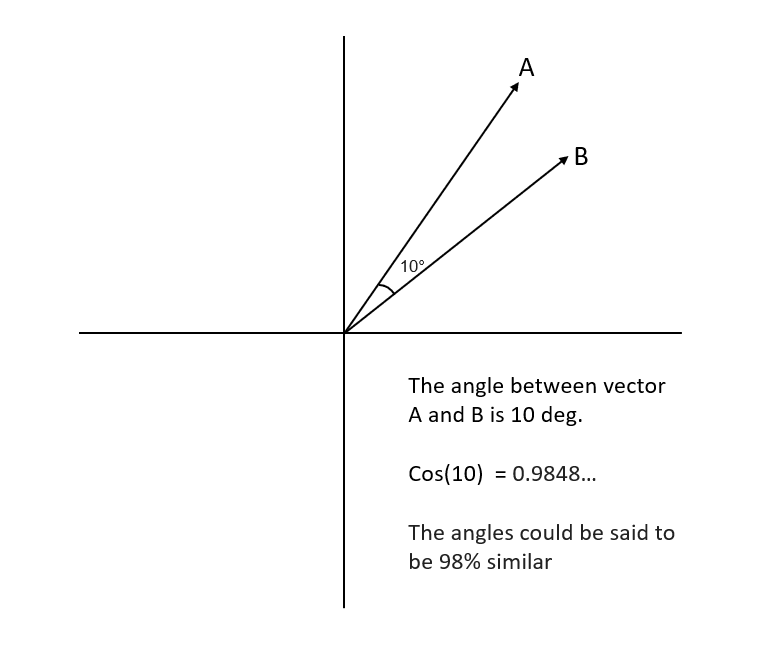 A
B
10°
The angle between vector
A and B is 10 deg.
Cos(10)  = 0.9848...
The angles could be said to
be 98% similar